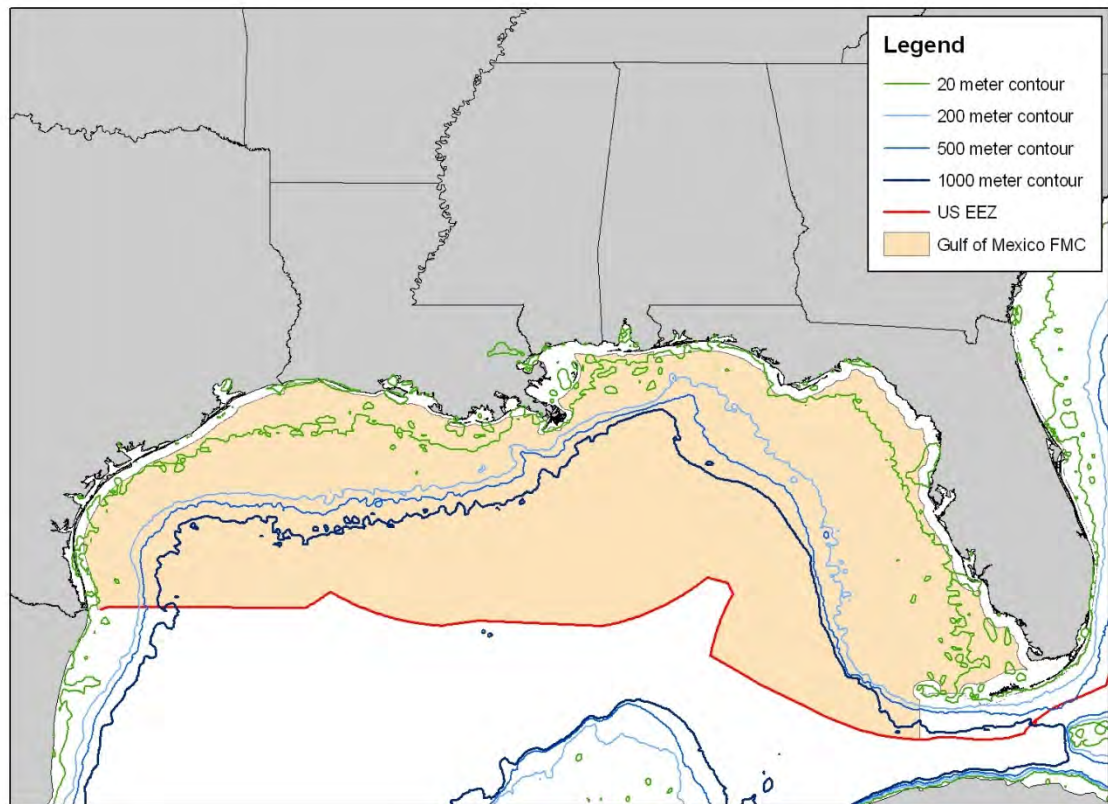 Legend
20 meter contour
200 meter contour
500 meter contour
1000 meter contour
US EEZ
Gulf of Mexico FMC